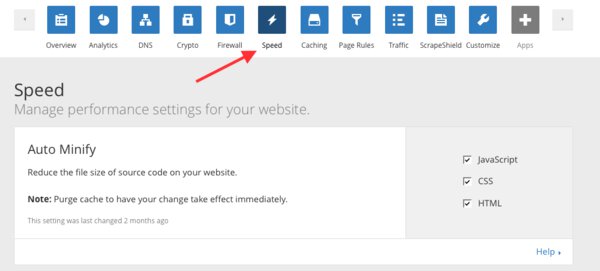 Overview Analytics DNS Crypto Firewall Speed Caching Page Rules Traffic ScrapeShield Customize Apps
Speed
Manage performance settings for your website.
Auto Minify
Reduce the file size of source code on your website.
Note: Purge cache to have your change take effect immediately.
This setting was last changed 2 months ago
JavaScript
CSS
HTML
Help